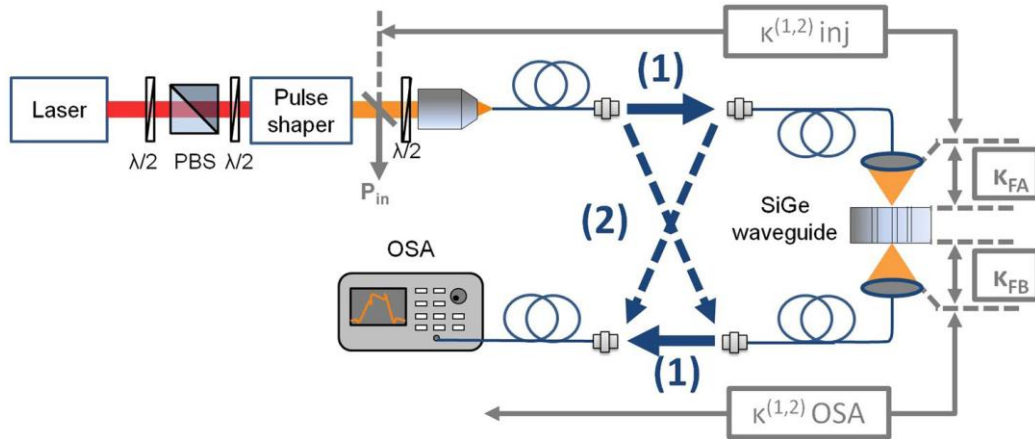 κ(1,2) inj
(1)
Laser
Pulse
shaper
λ/2
PBS
λ/2
λ/2
Pin
κFA
SiGe
waveguide
(2)
OSA
κFB
(1)
κ(1,2) OSA